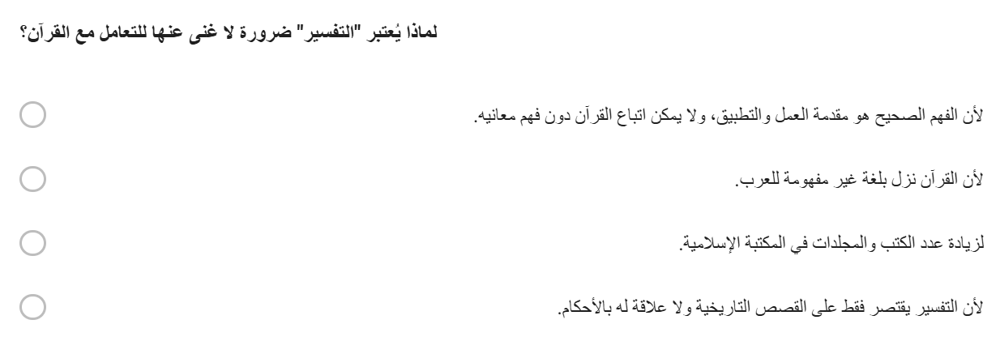 لماذا يُعتبر "التفسير" ضرورة لا غنى عنها للتعامل مع القرآن؟
لأن الفهم الصحيح هو مقدمة العمل والتطبيق، ولا يمكن اتباع القرآن دون فهم معانيه.
لأن القرآن نزل بلغة غير مفهومة للعرب.
لزيادة عدد الكتب والمجلدات في المكتبة الإسلامية.
لأن التفسير يقتصر فقط على القصص التاريخية ولا علاقة له بالأحكام.